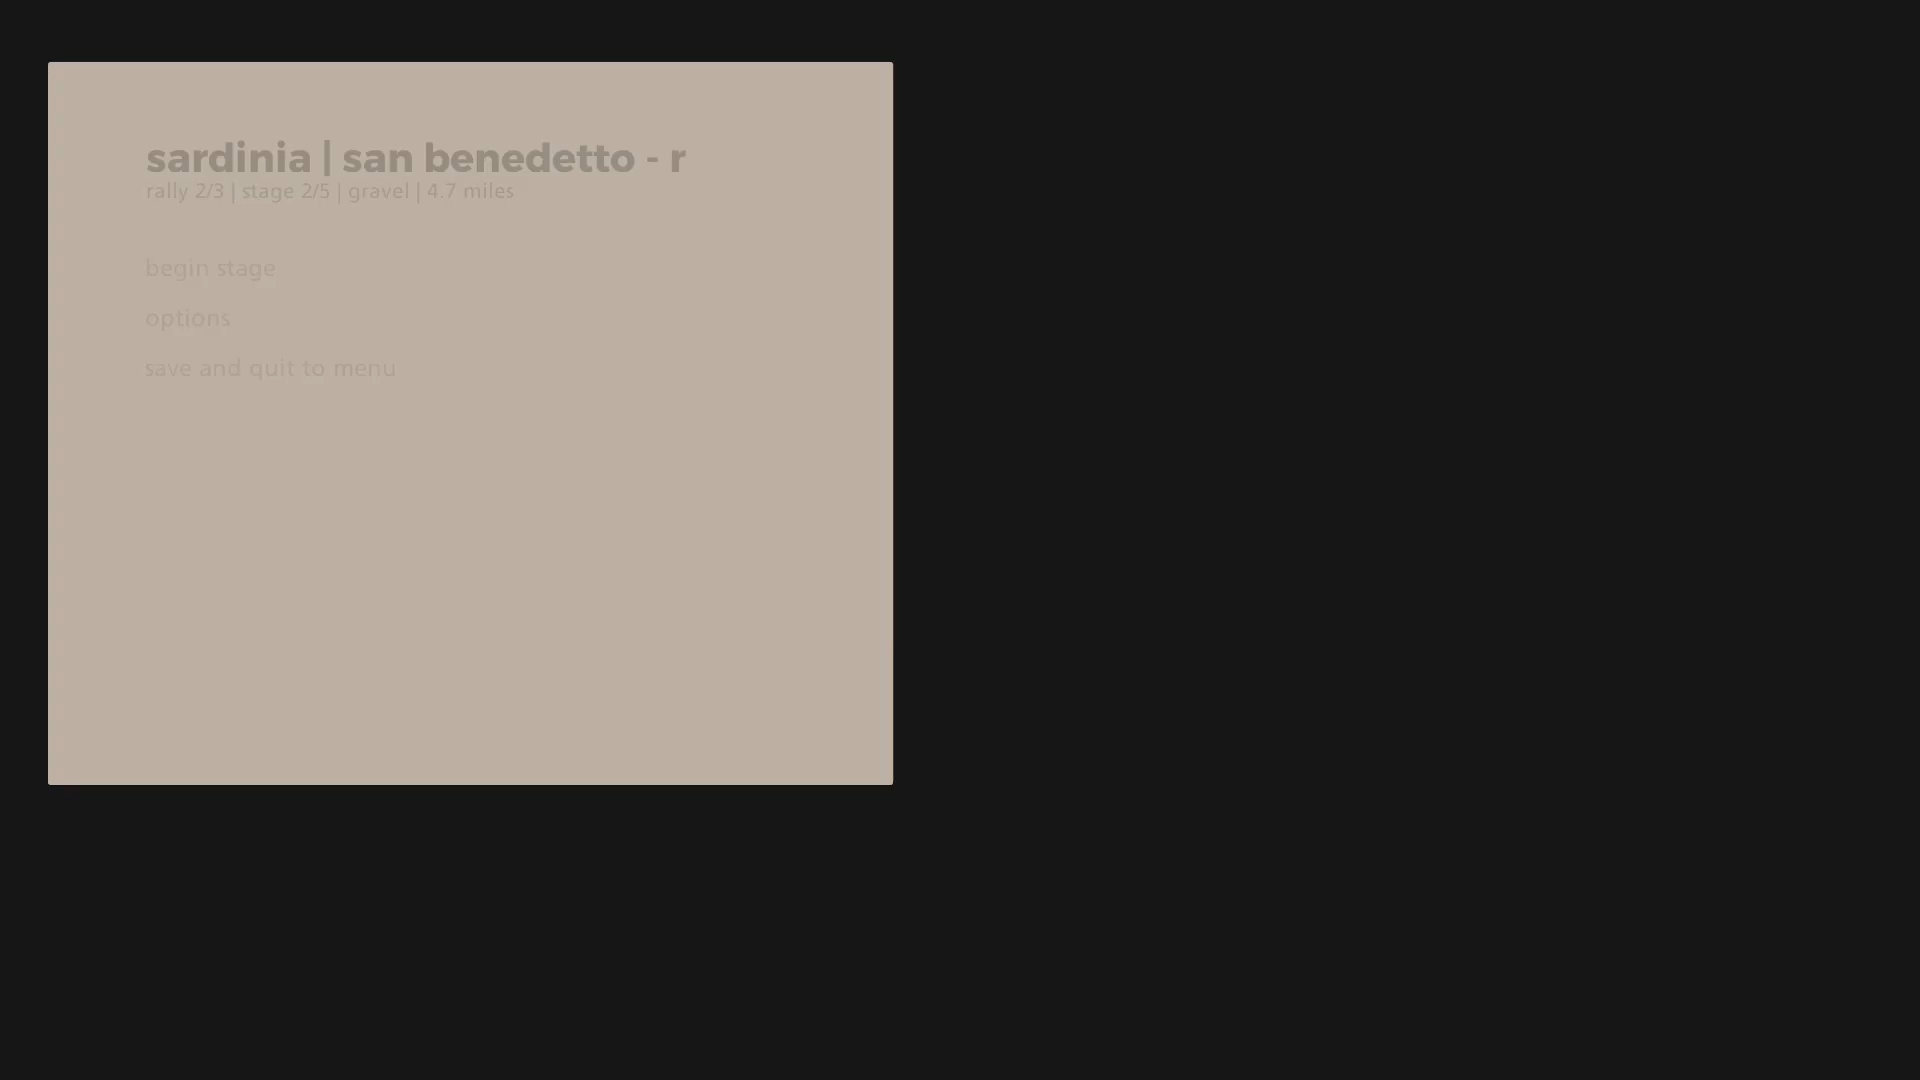 sardinia | san benedetto - r
rally 2/3 | stage 2/5 | gravel | 4.7 miles
begin stage
options
save and quit to menu